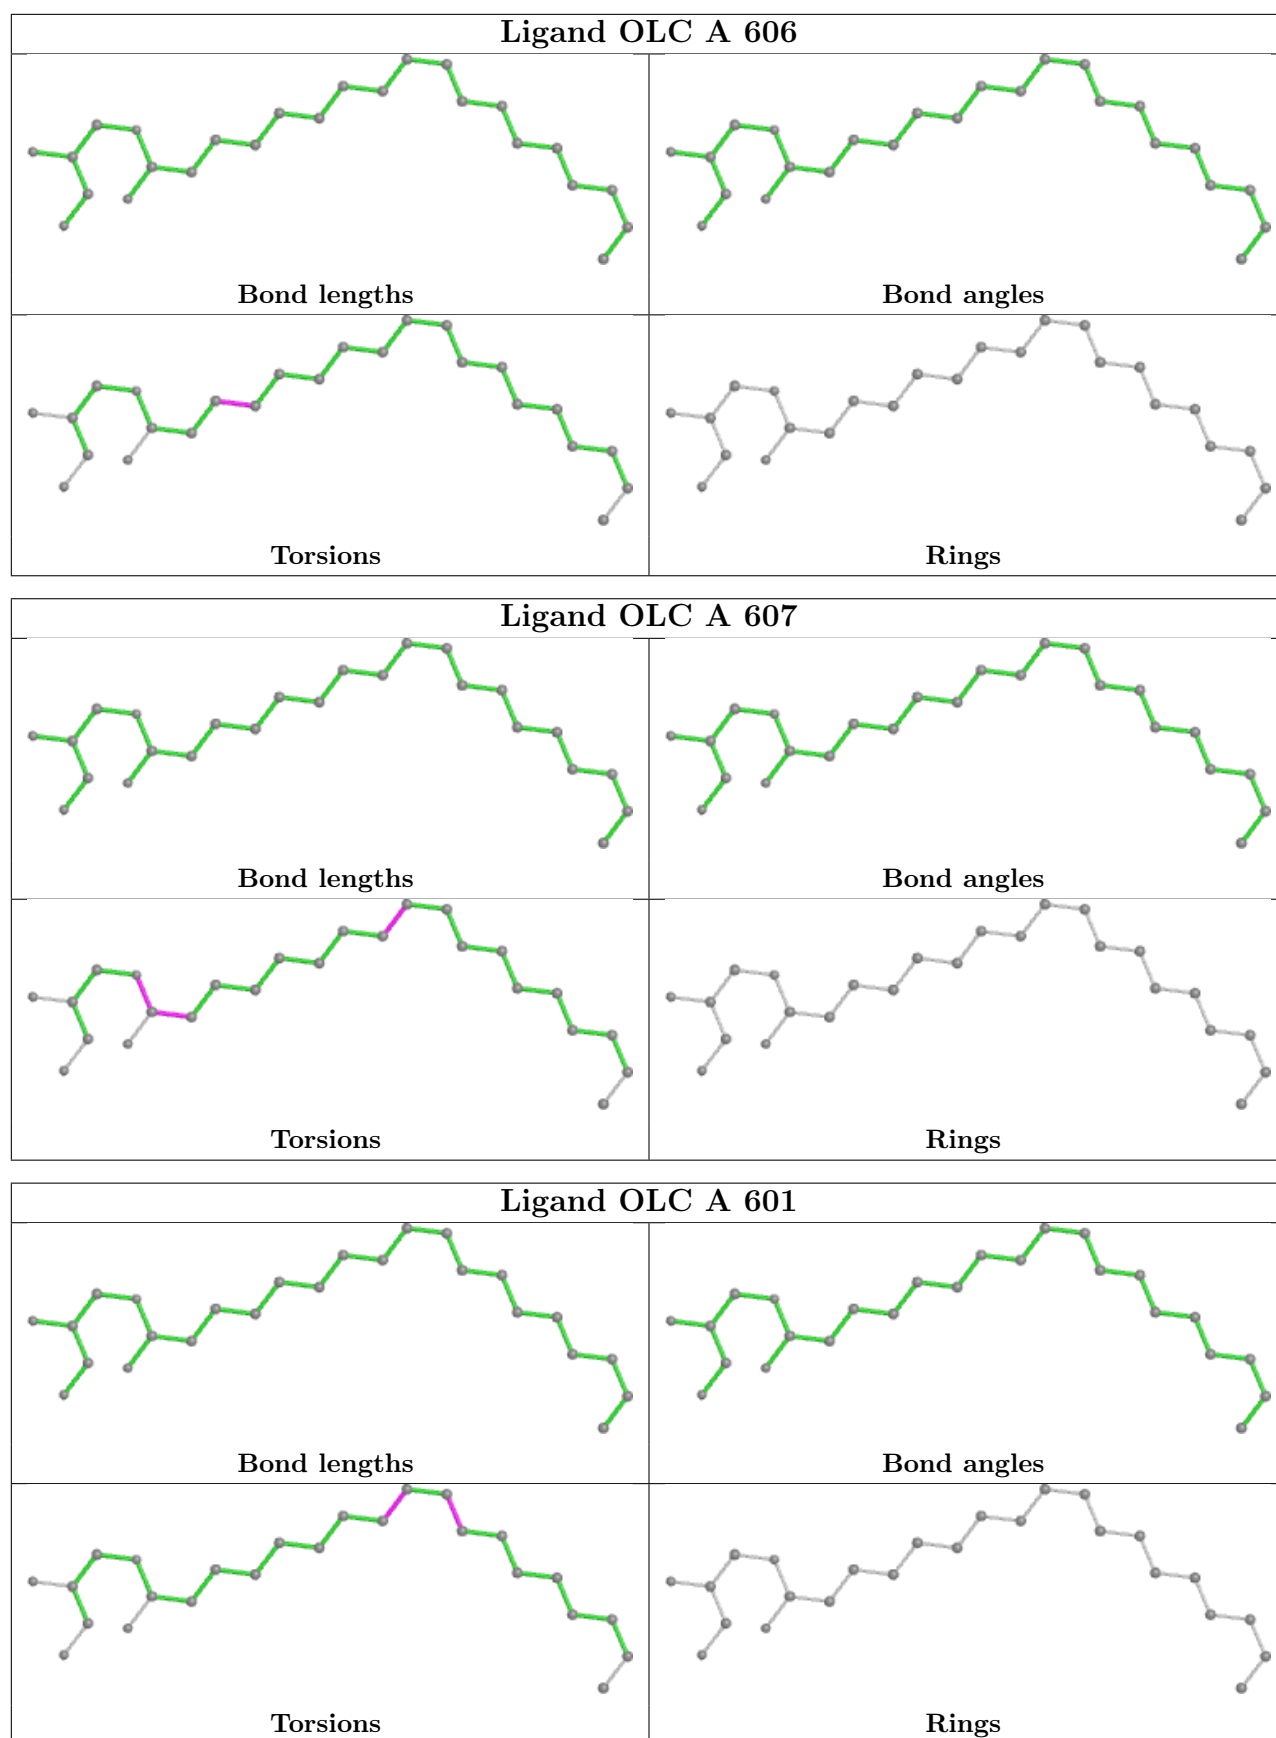 Ligand OLC A 606
Bond lengths
Bond angles
Torsions
Rings
Ligand OLC A 607
Bond lengths
Bond angles
Torsions
Rings
Ligand OLC A 601
Bond lengths
Bond angles
Torsions
Rings